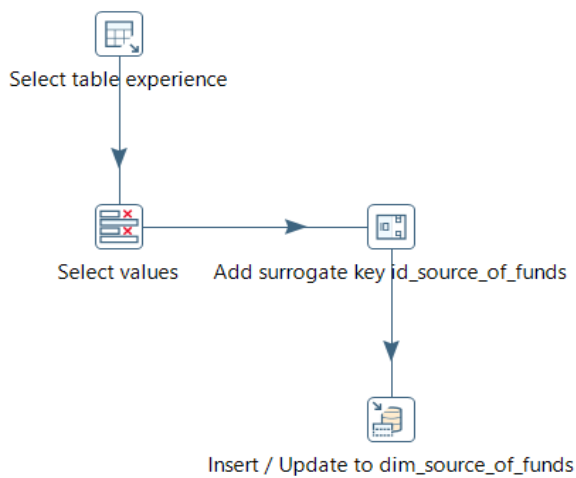 Select table experience
Select values
Add surrogate key id_source_of_funds
Insert / Update to dim_source_of_funds